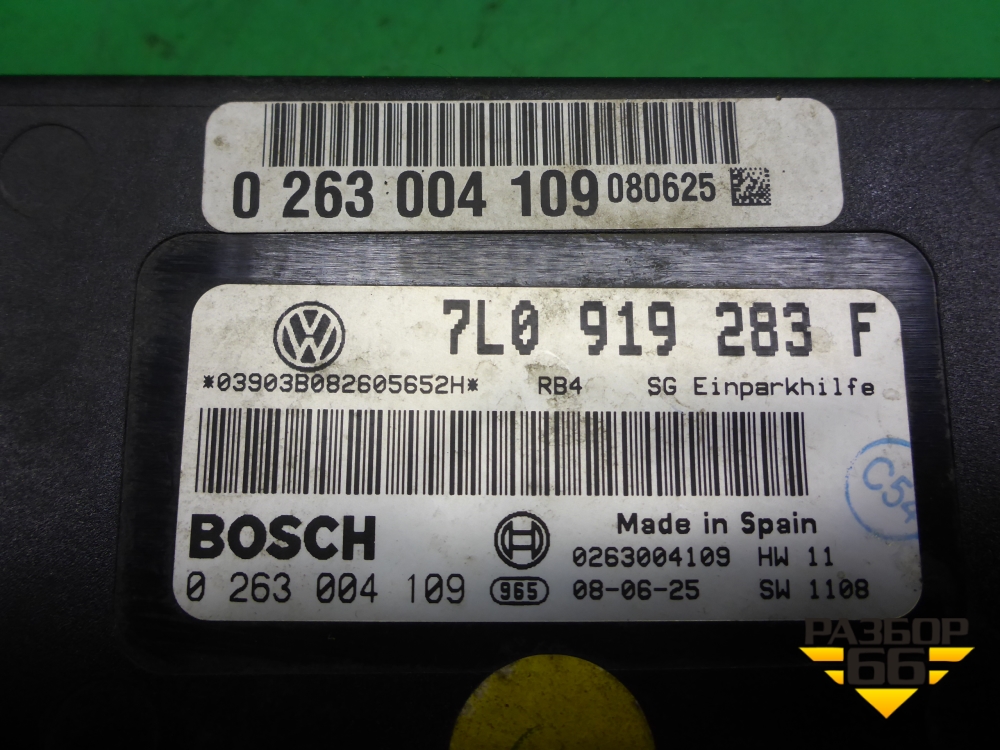 0 263 004 109 080625
7L0 919 283 F
*03903B082605652H* RB4 SG Einparkhilfe
C54
BOSCH
Made in Spain
0263004109 HW 11
0 263 004 109 965 08-06-25 SW 1108
РАЗБОР
66